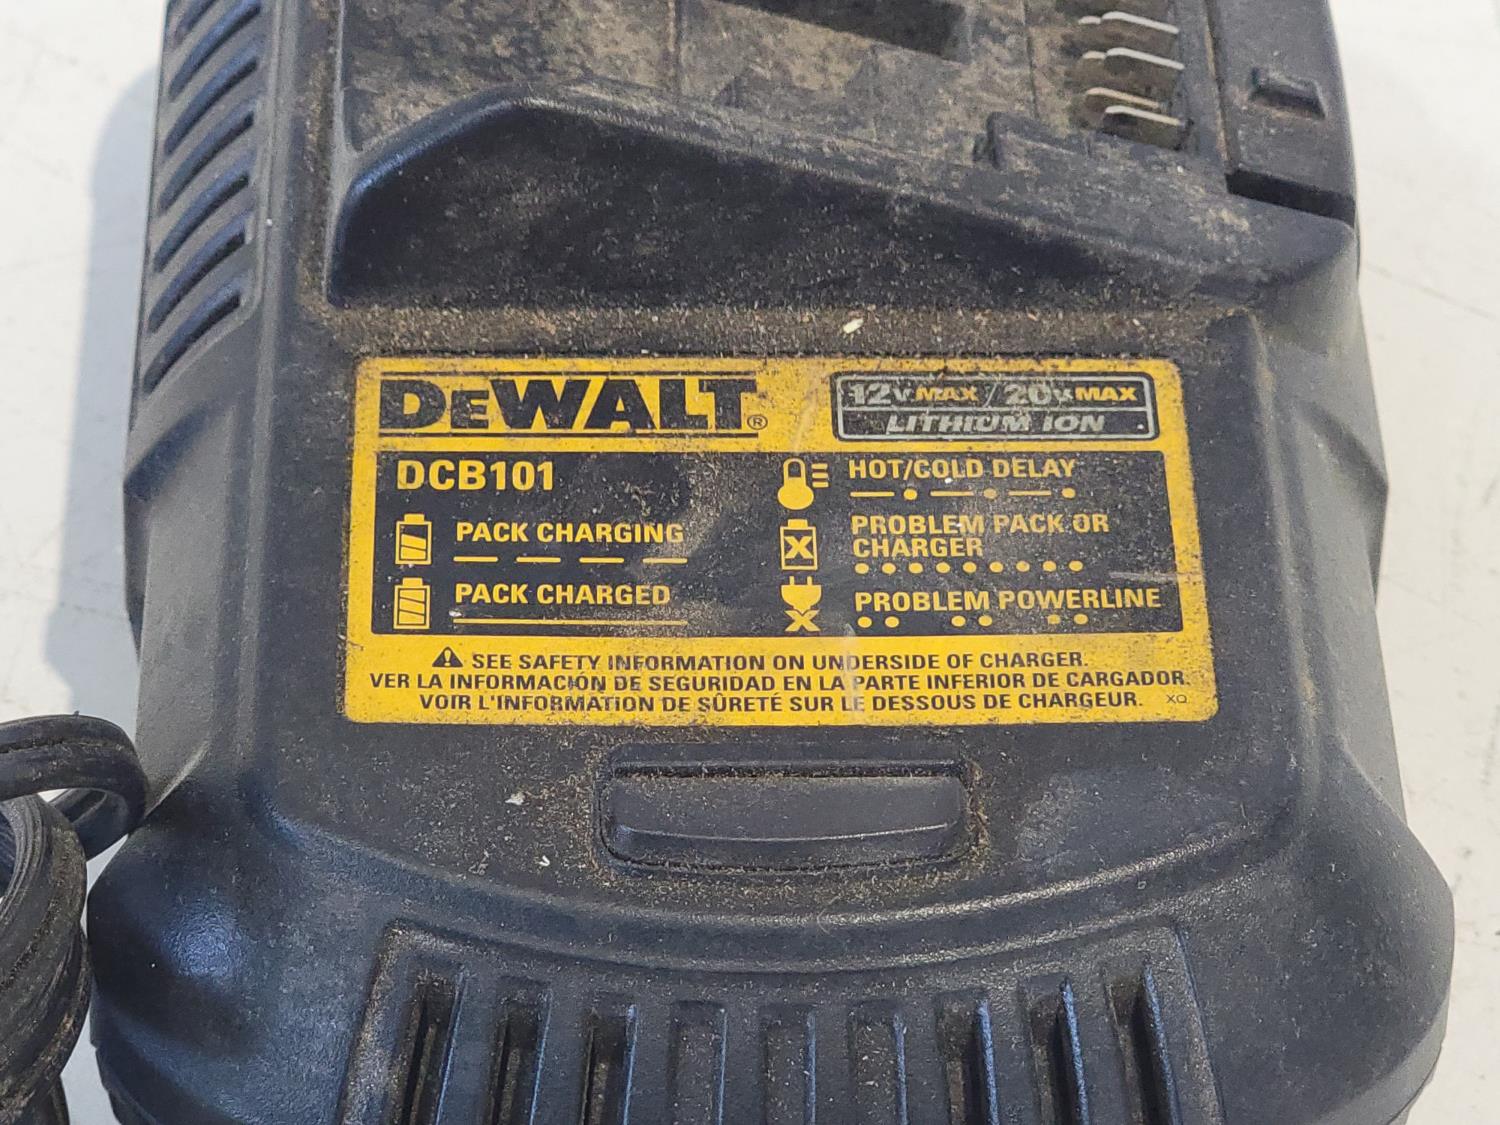 DEWALT®
12V MAX / 20V MAX
LITHIUM ION
DCB101
PACK CHARGING
PACK CHARGED
HOT/COLD DELAY
PROBLEM PACK OR
CHARGER
PROBLEM POWERLINE
SEE SAFETY INFORMATION ON UNDERSIDE OF CHARGER.
VER LA INFORMACIÓN DE SEGURIDAD EN LA PARTE INFERIOR DE CARGADOR.
VOIR L'INFORMATION DE SÛRETÉ SUR LE DESSOUS DE CHARGEUR. XQ